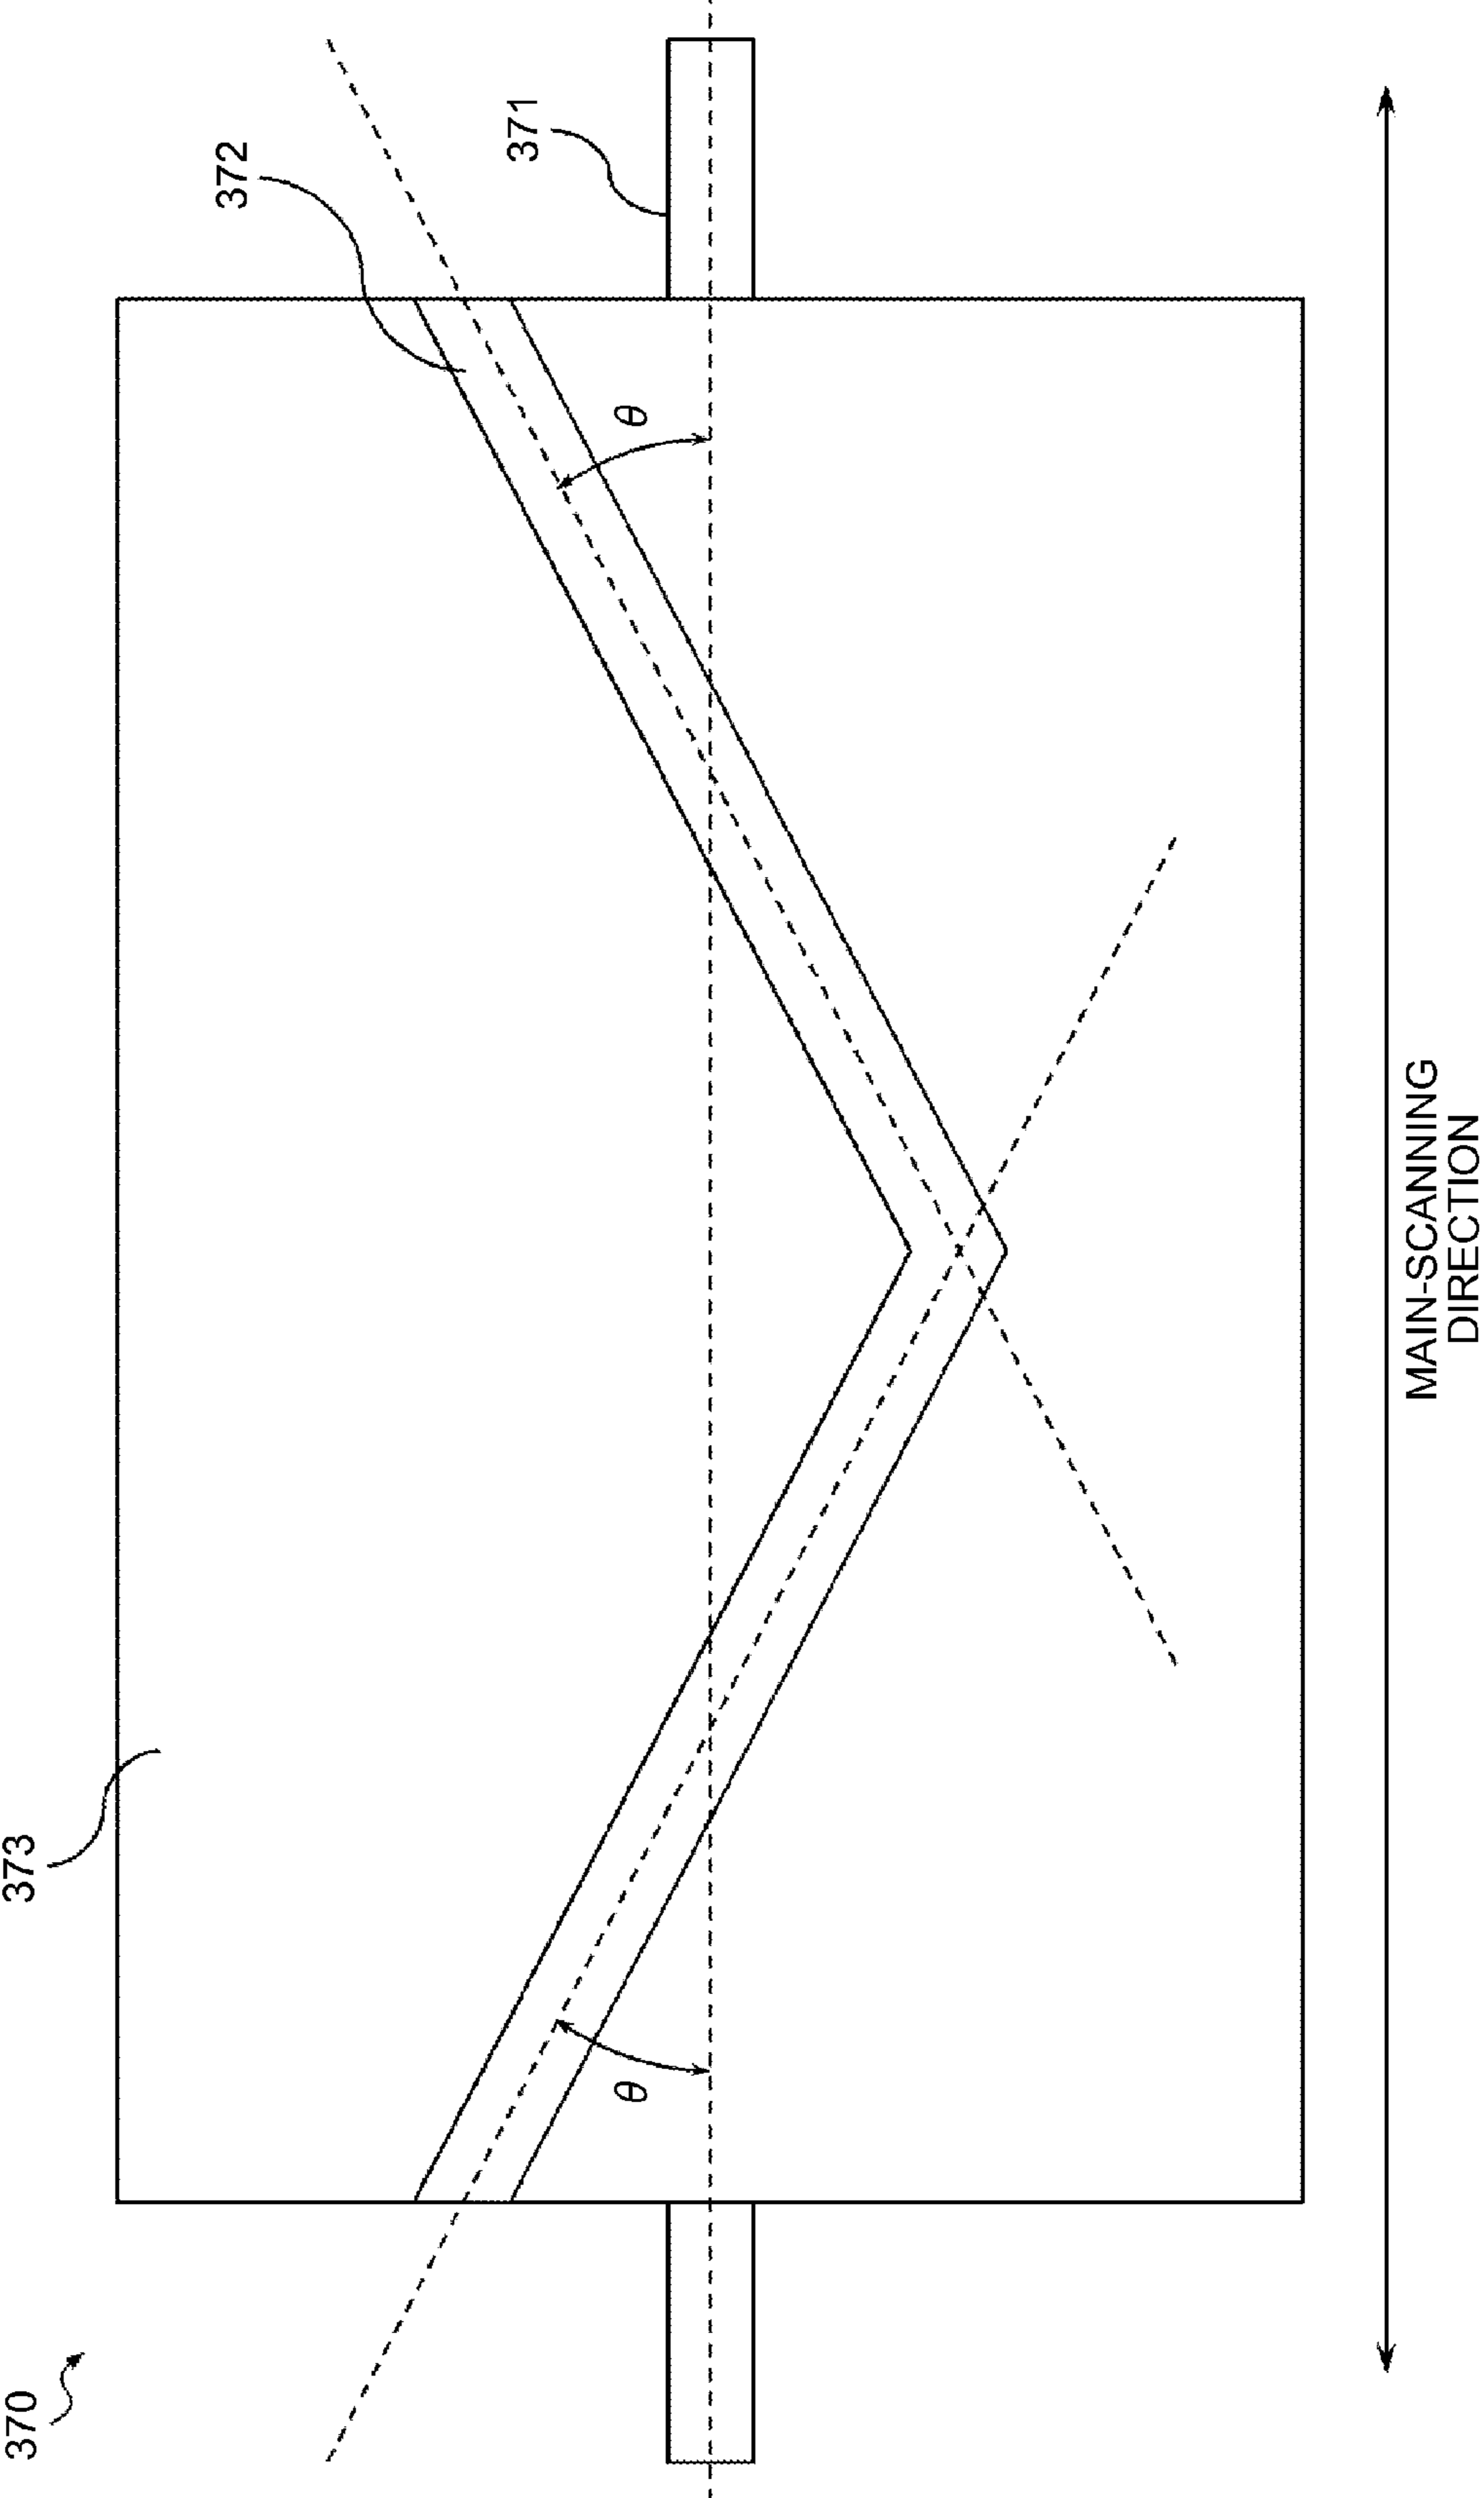 370
373
372
371
θ
θ
MAIN-SCANNING
DIRECTION